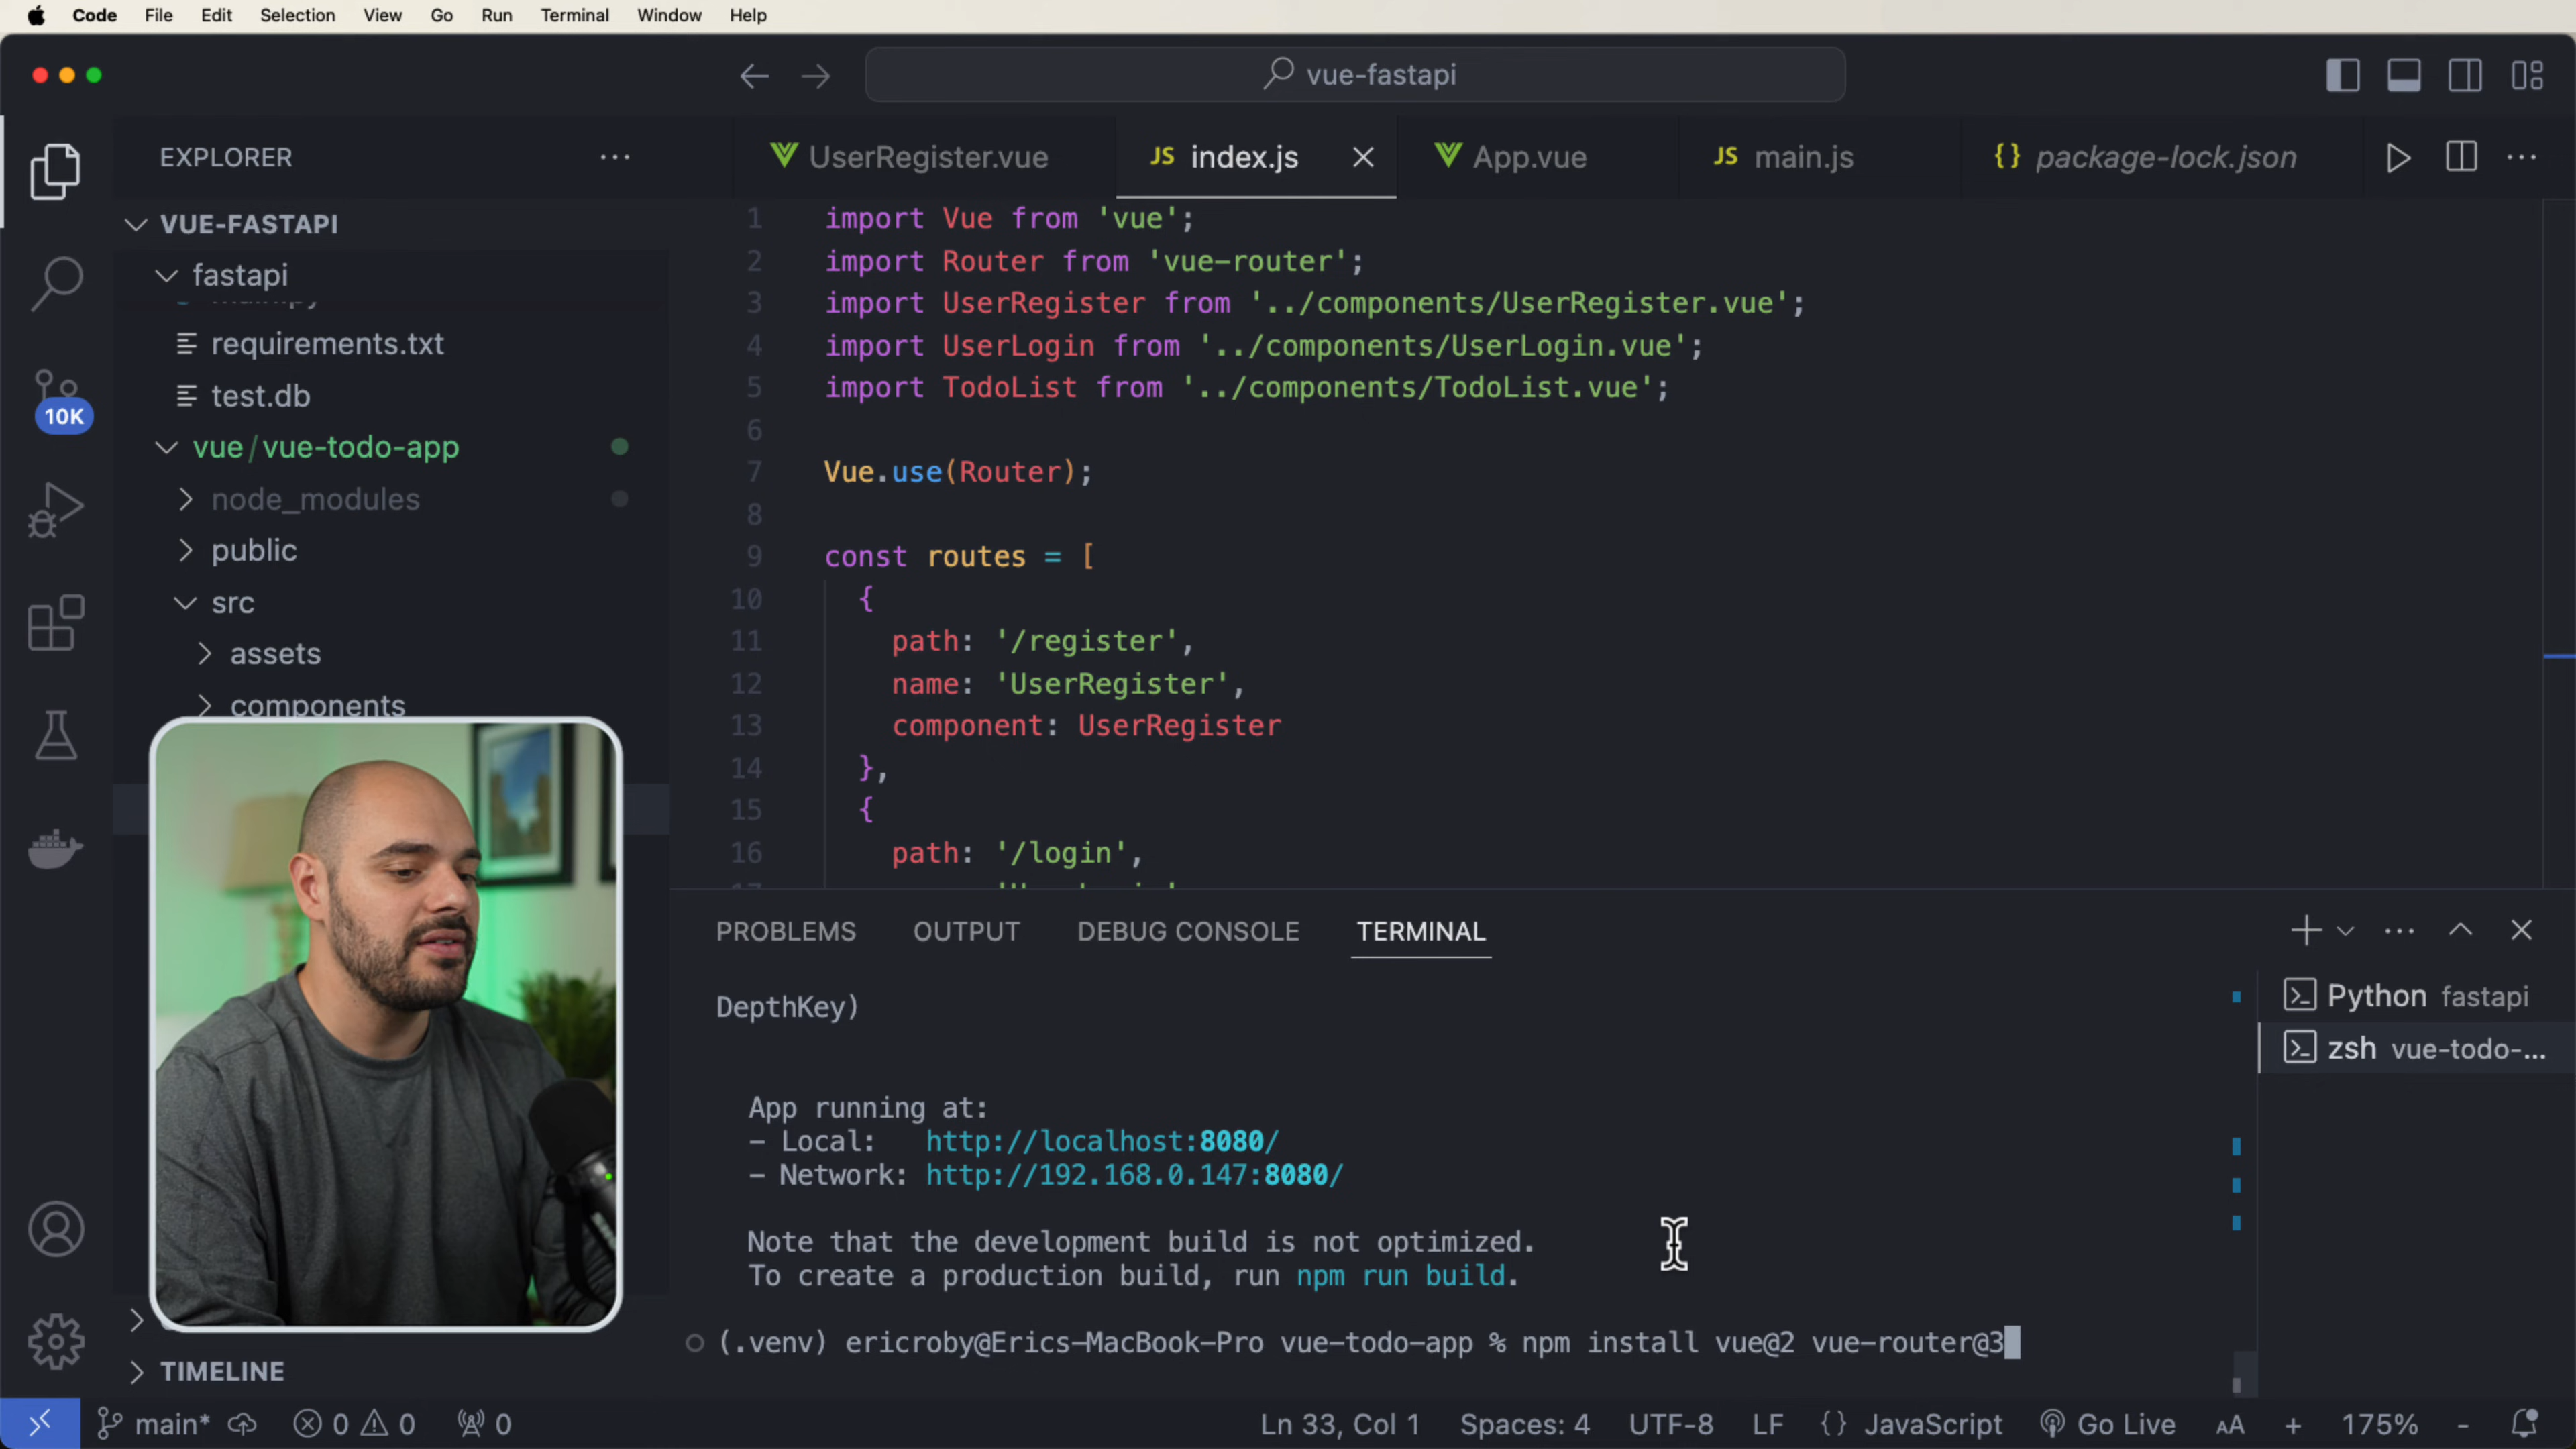 Code File Edit Selection View Go Run Terminal Window Help
vue-fastapi
EXPLORER
UserRegister.vue
JS index.js
App.vue
JS main.js
{} package-lock.json
VUE-FASTAPI
fastapi
main.py
requirements.txt
test.db
10K
vue/vue-todo-app
node_modules
public
src
assets
components
TIMELINE
1 import Vue from 'vue';
2 import Router from 'vue-router';
3 import UserRegister from '../components/UserRegister.vue';
4 import UserLogin from '../components/UserLogin.vue';
5 import TodoList from '../components/TodoList.vue';
6
7 Vue.use(Router);
8
9 const routes = [
10 {
11 path: '/register',
12 name: 'UserRegister',
13 component: UserRegister
14 },
15 {
16 path: '/login',
PROBLEMS OUTPUT DEBUG CONSOLE TERMINAL
DepthKey)
App running at:
- Local: http://localhost:8080/
- Network: http://192.168.0.147:8080/
Note that the development build is not optimized.
To create a production build, run npm run build.
(.venv) ericroby@Erics-MacBook-Pro vue-todo-app % npm install vue@2 vue-router@3
Python fastapi
zsh vue-todo-...
main* 0 0 0
Ln 33, Col 1 Spaces: 4 UTF-8 LF {} JavaScript Go Live AA + 175% -